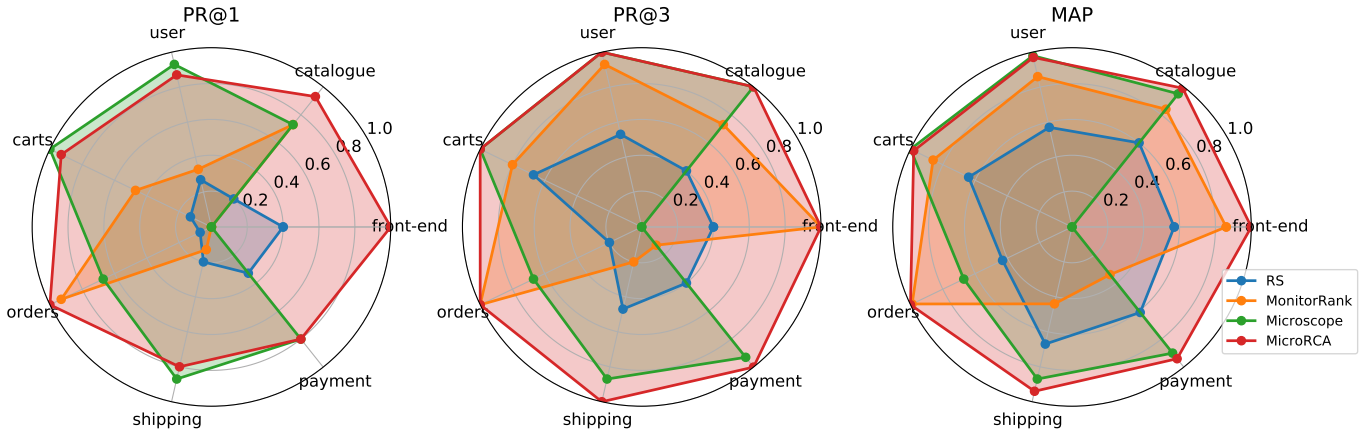 PR@1
user
catalogue
carts
1.0
0.8
0.6
0.4
0.2
front-end
orders
payment
shipping
PR@3
user
catalogue
carts
1.0
0.8
0.6
0.4
0.2
front-end
orders
payment
shipping
MAP
user
catalogue
carts
1.0
0.8
0.6
0.4
0.2
front-end
orders
payment
shipping
RS
MonitorRank
Microscope
MicroRCA